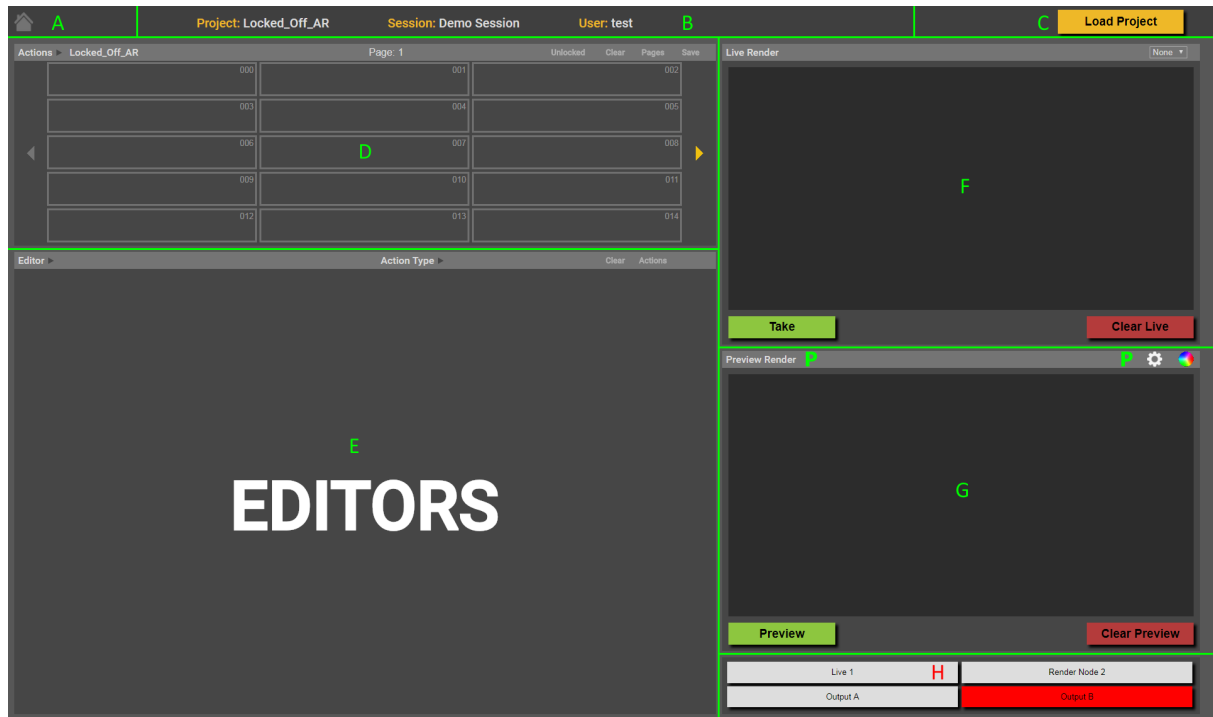 A Project: Locked_Off_AR Session: Demo Session User: test B C Load Project
Actions Locked_Off_AR Page: 1 Unlocked Clear Pages Save
000 001 002
003 004 005
006 D 007 008
009 010 011
012 013 014
Editor Action Type Clear Actions
E
EDITORS
Live Render None
F
Take Clear Live
Preview Render P P
G
Preview Clear Preview
Live 1 H Render Node 2
Output A Output B